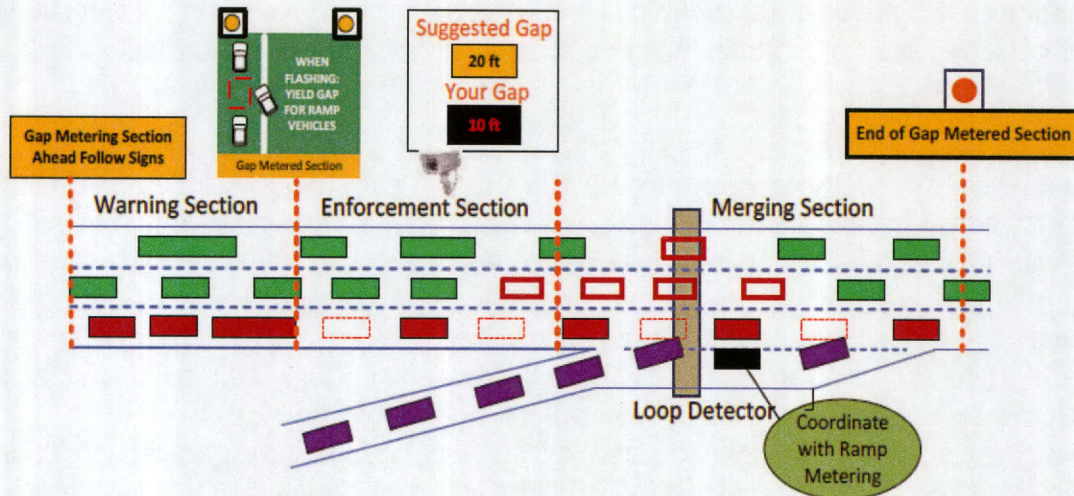 WHEN
FLASHING:
YIELD GAP
FOR RAMP
VEHICLES
Gap Metered Section
Suggested Gap
20 ft
Your Gap
10 ft
Gap Metering Section
Ahead Follow Signs
End of Gap Metered Section
Warning Section
Enforcement Section
Merging Section
Loop Detector
Coordinate
with Ramp
Metering